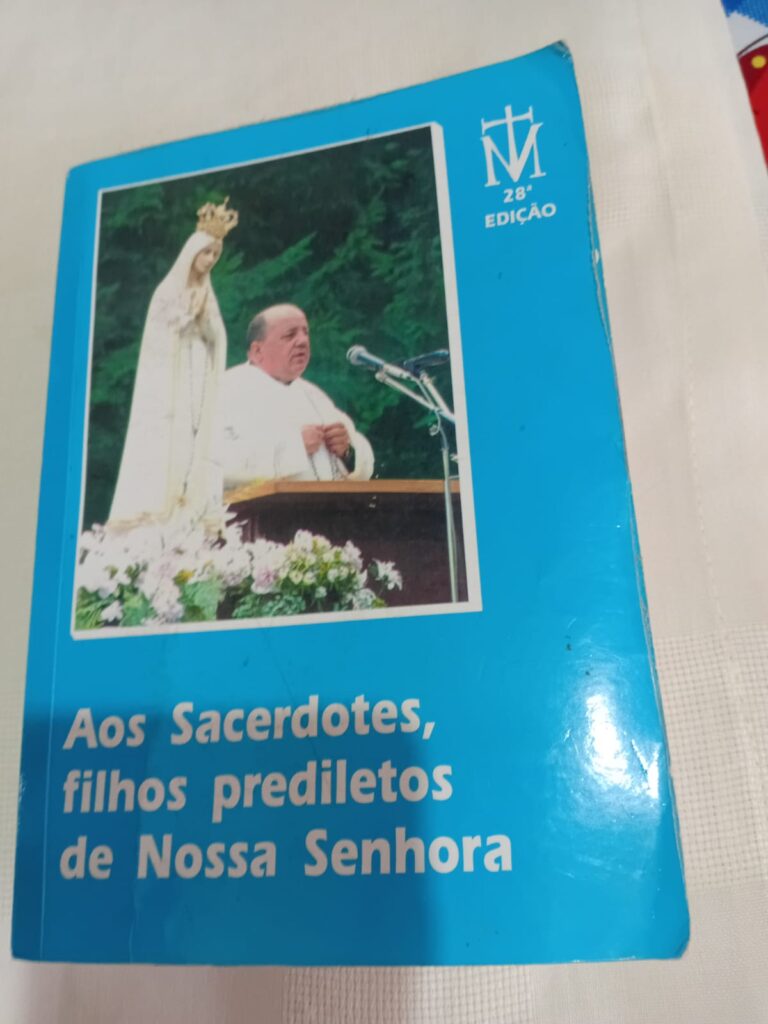 28ª
EDIÇÃO
Aos Sacerdotes,
filhos prediletos
de Nossa Senhora